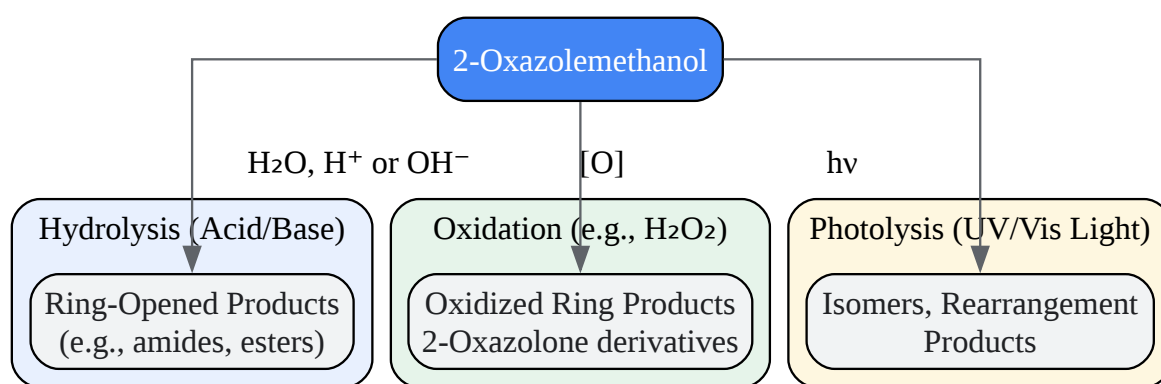 2-Oxazolemethanol
H₂O, H⁺ or OH⁻
[O]
hν
Hydrolysis (Acid/Base)
Ring-Opened Products
(e.g., amides, esters)
Oxidation (e.g., H₂O₂)
Oxidized Ring Products
2-Oxazolone derivatives
Photolysis (UV/Vis Light)
Isomers, Rearrangement
Products